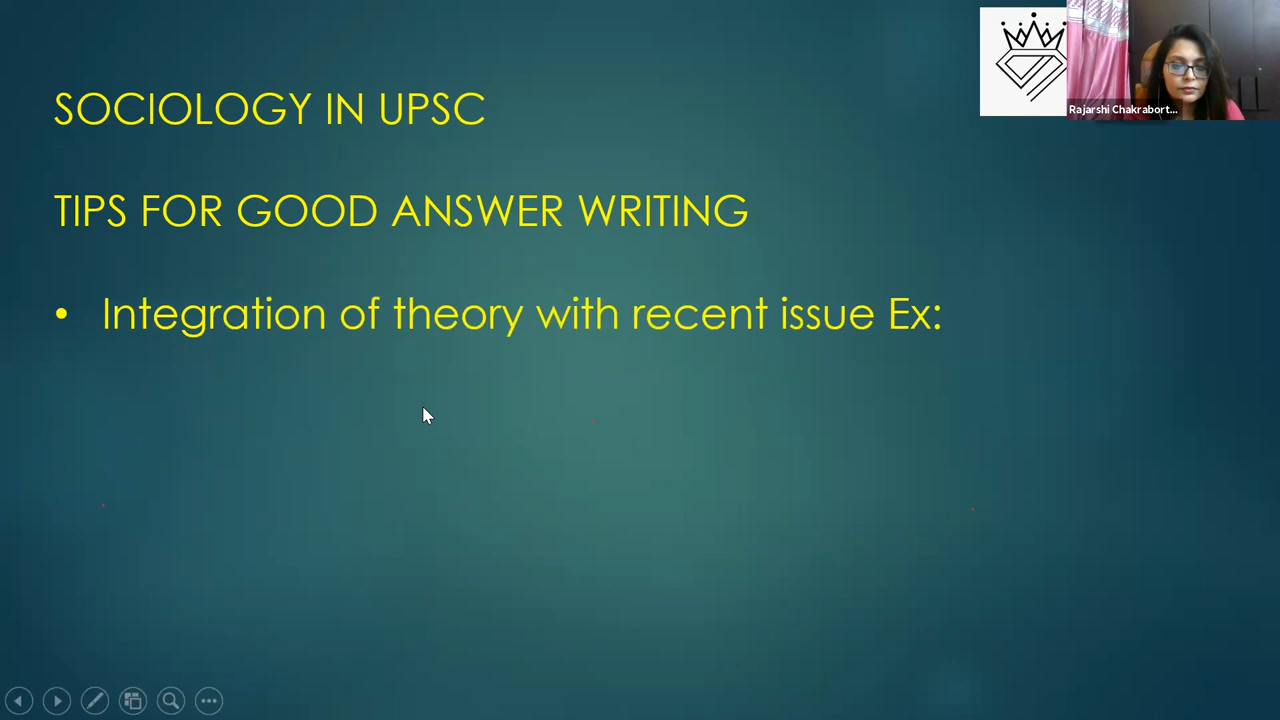 SOCIOLOGY IN UPSC
Rajarshi Chakrabort...
TIPS FOR GOOD ANSWER WRITING
• Integration of theory with recent issue Ex: